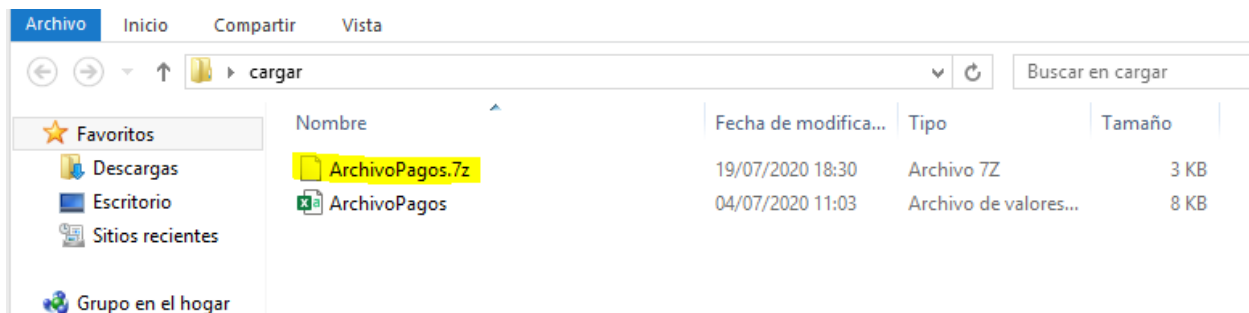 Archivo Inicio Compartir Vista
cargar Buscar en cargar
Nombre Fecha de modifica... Tipo Tamaño
Favoritos
Descargas ArchivoPagos.7z 19/07/2020 18:30 Archivo 7Z 3 KB
Escritorio ArchivoPagos 04/07/2020 11:03 Archivo de valores... 8 KB
Sitios recientes
Grupo en el hogar